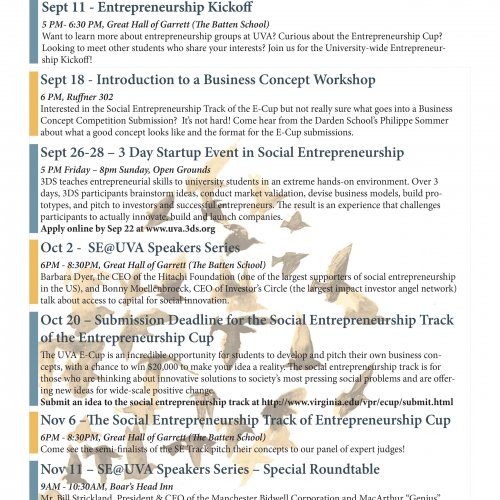 Sept 11 - Entrepreneurship Kickoff
5 PM- 6:30 PM, Great Hall of Garrett (The Batten School)
Want to learn more about entrepreneurship groups at UVA? Curious about the Entrepreneurship Cup?
Looking to meet other students who share your interests? Join us for the University-wide Entrepreneur-
ship Kickoff!
Sept 18 - Introduction to a Business Concept Workshop
6 PM, Ruffner 302
Interested in the Social Entrepreneurship Track of the E-Cup but not really sure what goes into a Business
Concept Competition Submission? It's not hard! Come hear from the Darden School's Philippe Sommer
about what a good concept looks like and the format for the E-Cup submissions.
Sept 26-28 – 3 Day Startup Event in Social Entrepreneurship
5 PM Friday – 8pm Sunday, Open Grounds
3DS teaches entrepreneurial skills to university students in an extreme hands-on environment. Over 3
days, 3DS participants brainstorm ideas, conduct market validation, devise business models, build pro-
totypes, and pitch to investors and successful entrepreneurs. The result is an experience that challenges
participants to actually innovate, build and launch companies.
Apply online by Sep 22 at www.uva.3ds.org
Oct 2 - SE@UVA Speakers Series
6PM - 8:30PM, Great Hall of Garrett (The Batten School)
Barbara Dyer, the CEO of the Hitachi Foundation (one of the largest supporters of social entrepreneurship
in the US), and Bonny Moellenbrock, CEO of Investor's Circle (the largest impact investor angel network)
talk about access to capital for social innovation.
Oct 20 – Submission Deadline for the Social Entrepreneurship Track
of the Entrepreneurship Cup
The UVA E-Cup is an incredible opportunity for students to develop and pitch their own business con-
cepts, with a chance to win $20,000 to make your idea a reality. The social entrepreneurship track is for
those who are thinking about innovative solutions to society's most pressing social problems and are offer-
ing new ideas for wide-scale positive change.
Submit an idea to the social entrepreneurship track at http://www.virginia.edu/vpr/ecup/submit.html
Nov 6 –The Social Entrepreneurship Track of Entrepreneurship Cup
6PM - 8:30PM, Great Hall of Garrett (The Batten School)
Come see the semi-finalists of the SE Track pitch their concepts to our panel of expert judges!
Nov 11 – SE@UVA Speakers Series – Special Roundtable
9AM - 10:30AM, Boar's Head Inn
Mr. Bill Strickland, President & CEO of the Manchester Bidwell Corporation and MacArthur "Genius"